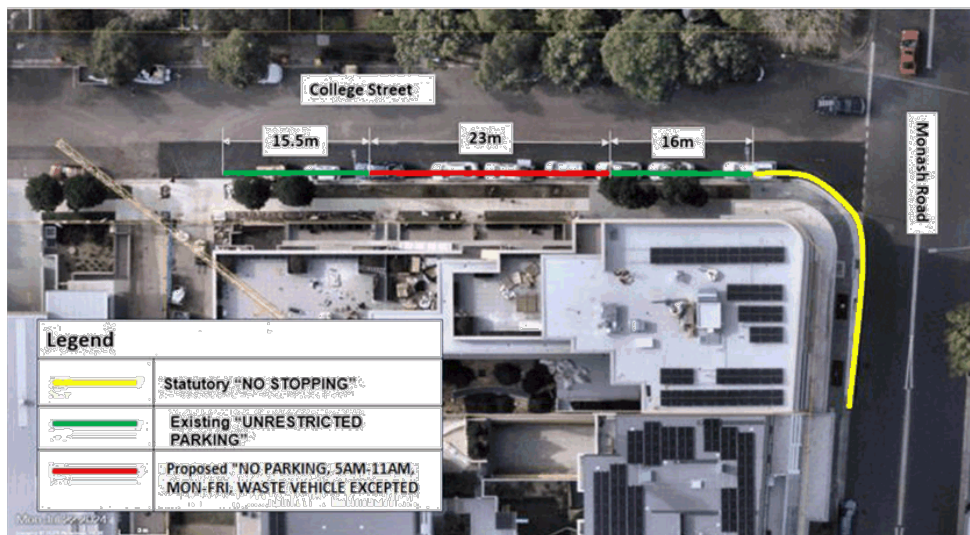 College Street
15.5m
23m
16m
Monash Road
Legend
Statutory "NO STOPPING"
Existing "UNRESTRICTED
PARKING"
Proposed "NO PARKING, 5AM-11AM,
MON-FRI, WASTE VEHICLE EXCEPTED